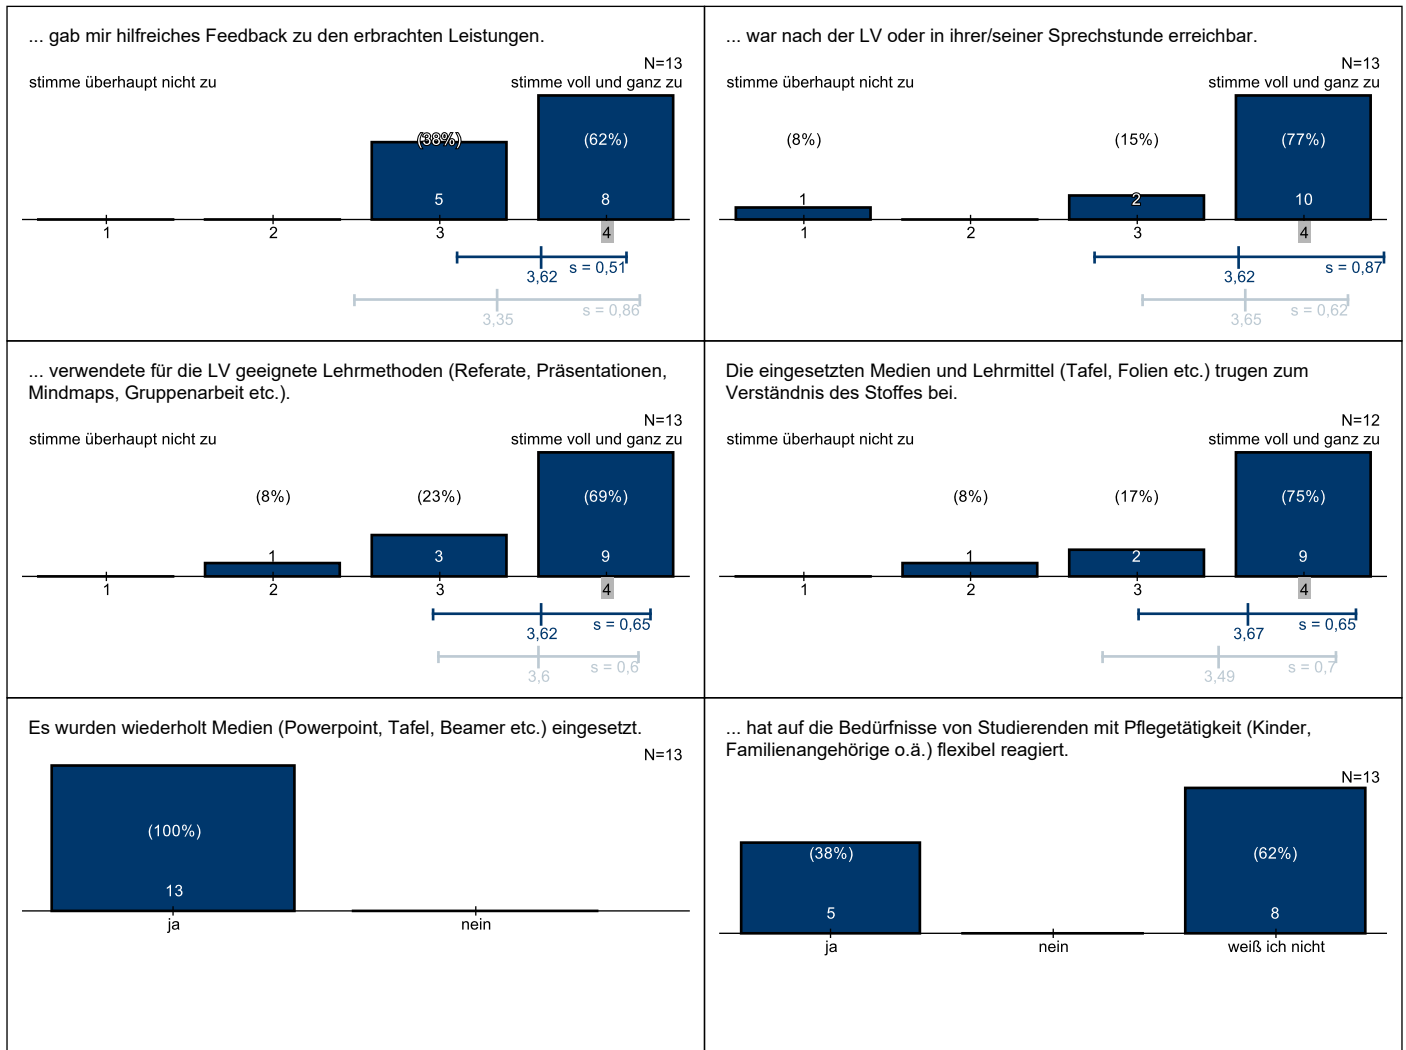 ... gab mir hilfreiches Feedback zu den erbrachten Leistungen.
N=13
stimme überhaupt nicht zu stimme voll und ganz zu
(38%) (62%)
5 8
1 2 3 4
s = 0,51
3,62
s = 0,86
3,35
... war nach der LV oder in ihrer/seiner Sprechstunde erreichbar.
N=13
stimme überhaupt nicht zu stimme voll und ganz zu
(8%) (15%) (77%)
1 2 10
1 2 3 4
s = 0,87
3,62
s = 0,62
3,65
... verwendete für die LV geeignete Lehrmethoden (Referate, Präsentationen,
Mindmaps, Gruppenarbeit etc.).
N=13
stimme überhaupt nicht zu stimme voll und ganz zu
(8%) (23%) (69%)
1 3 9
1 2 3 4
s = 0,65
3,62
s = 0,6
3,6
Die eingesetzten Medien und Lehrmittel (Tafel, Folien etc.) trugen zum
Verständnis des Stoffes bei.
N=12
stimme überhaupt nicht zu stimme voll und ganz zu
(8%) (17%) (75%)
1 2 9
1 2 3 4
s = 0,65
3,67
s = 0,7
3,49
Es wurden wiederholt Medien (Powerpoint, Tafel, Beamer etc.) eingesetzt.
N=13
(100%)
13
ja nein
... hat auf die Bedürfnisse von Studierenden mit Pflegetätigkeit (Kinder,
Familienangehörige o.ä.) flexibel reagiert.
N=13
(38%) (62%)
5 8
ja nein weiß ich nicht